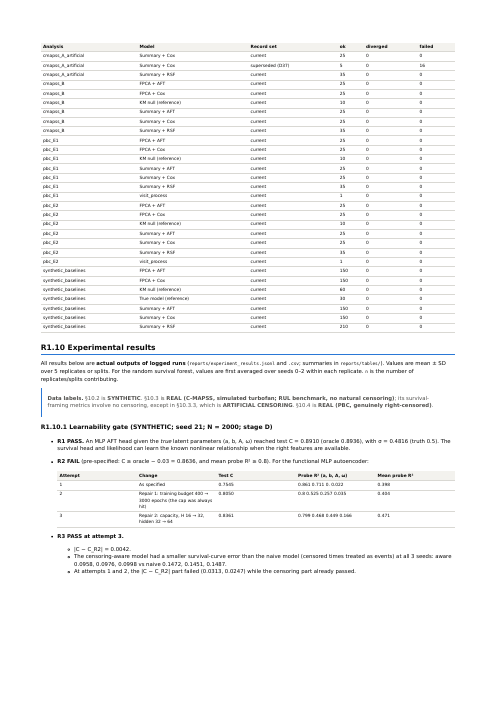 Analysis Model Record set ok diverged failed
cmapss_A_artificial Summary + Cox current 25 0 0
cmapss_A_artificial Summary + Cox superseded (D37) 5 0 16
cmapss_A_artificial Summary + RSF current 35 0 0
cmapss_B FPCA + AFT current 25 0 0
cmapss_B FPCA + Cox current 25 0 0
cmapss_B KM null (reference) current 10 0 0
cmapss_B Summary + AFT current 25 0 0
cmapss_B Summary + Cox current 25 0 0
cmapss_B Summary + RSF current 35 0 0
pbc_E1 FPCA + AFT current 25 0 0
pbc_E1 FPCA + Cox current 25 0 0
pbc_E1 KM null (reference) current 10 0 0
pbc_E1 Summary + AFT current 25 0 0
pbc_E1 Summary + Cox current 25 0 0
pbc_E1 Summary + RSF current 35 0 0
pbc_E1 visit_process current 1 0 0
pbc_E2 FPCA + AFT current 25 0 0
pbc_E2 FPCA + Cox current 25 0 0
pbc_E2 KM null (reference) current 10 0 0
pbc_E2 Summary + AFT current 25 0 0
pbc_E2 Summary + Cox current 25 0 0
pbc_E2 Summary + RSF current 35 0 0
pbc_E2 visit_process current 1 0 0
synthetic_baselines FPCA + AFT current 150 0 0
synthetic_baselines FPCA + Cox current 150 0 0
synthetic_baselines KM null (reference) current 60 0 0
synthetic_baselines True model (reference) current 30 0 0
synthetic_baselines Summary + AFT current 150 0 0
synthetic_baselines Summary + Cox current 150 0 0
synthetic_baselines Summary + RSF current 210 0 0
R1.10 Experimental results
All results below are actual outputs of logged runs (reports/experiment_results.jsonl and .csv; summaries in reports/tables/). Values are mean ± SD
over 5 replicates or splits. For the random survival forest, values are first averaged over seeds 0–2 within each replicate/split. n is the number of
replicates/splits contributing.
Data labels. §10.2 is SYNTHETIC. §10.3 is REAL (C-MAPSS, simulated turbofan; RUL benchmark, no natural censoring); its survival-
framing metrics involve no censoring, except in §10.3.3, which is ARTIFICIAL CENSORING. §10.4 is REAL (PBC, genuinely right-censored).
R1.10.1 Learnability gate (SYNTHETIC; seed 21; N = 2000; stage D)
• R1 PASS. An MLP AFT head given the true latent parameters (a, b, A, ω) reached test C = 0.8910 (oracle 0.8936), with σ = 0.4816 (truth 0.5). The
survival head and likelihood can learn the known nonlinear relationship when the right features are available.
• R2 FAIL (pre-specified: C ≥ oracle − 0.03 = 0.8636, and mean probe R² ≥ 0.8). For the functional MLP autoencoder:
Attempt Change Test C Probe R² (a, b, A, ω) Mean probe R²
1 As specified 0.7545 0.861 0.711 0. 0.022 0.398
2 Repair 1: training budget 400 → 0.8050 0.8 0.525 0.257 0.035 0.404
3000 epochs (the cap was always
hit)
3 Repair 2: capacity, H 16 → 32, 0.8361 0.799 0.468 0.449 0.166 0.471
hidden 32 → 64
• R3 PASS at attempt 3.
|C − C_R2| = 0.0042.
The censoring-aware model had a smaller survival-curve error than the naive model (censored times treated as events) at all 3 seeds: aware
0.0958, 0.0976, 0.0998 vs naive 0.1472, 0.1451, 0.1487.
At attempts 1 and 2, the |C − C_R2| part failed (0.0313, 0.0247) while the censoring part already passed.